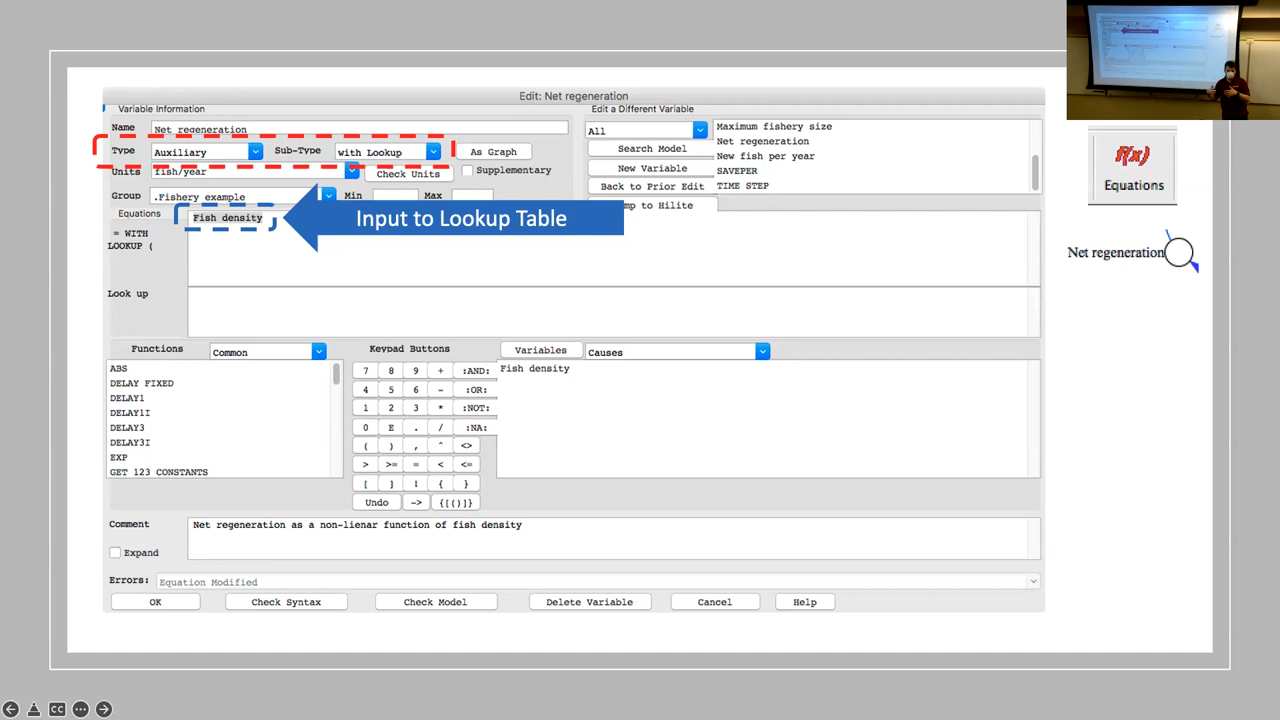 Edit: Net regeneration
Variable Information
Edit a Different Variable
Name Net regeneration
All
Maximum fishery size
Net regeneration
New fish per year
SAVEPER
TIME STEP
Type Auxiliary Sub-Type with Lookup As Graph
Search Model
New Variable
Back to Prior Edit
mp to Hilite
Units fish/year Check Units Supplementary
Group .Fishery example Min Max
Equations Fish density
= WITH
LOOKUP (
Input to Lookup Table
Look up
Functions Common
Keypad Buttons
Variables Causes
ABS
DELAY FIXED
DELAY1
DELAY1I
DELAY3
DELAY3I
EXP
GET 123 CONSTANTS
7 8 9 + :AND:
4 5 6 - :OR:
1 2 3 * :NOT:
0 E . / :NA:
( ) , ^ <>
> >= = < <=
[ ] ! { }
Undo -> {[()]}
Fish density
Comment Net regeneration as a non-lienar function of fish density
Expand
Errors: Equation Modified
OK Check Syntax Check Model Delete Variable Cancel Help
f(x)
Equations
Net regeneration
CC